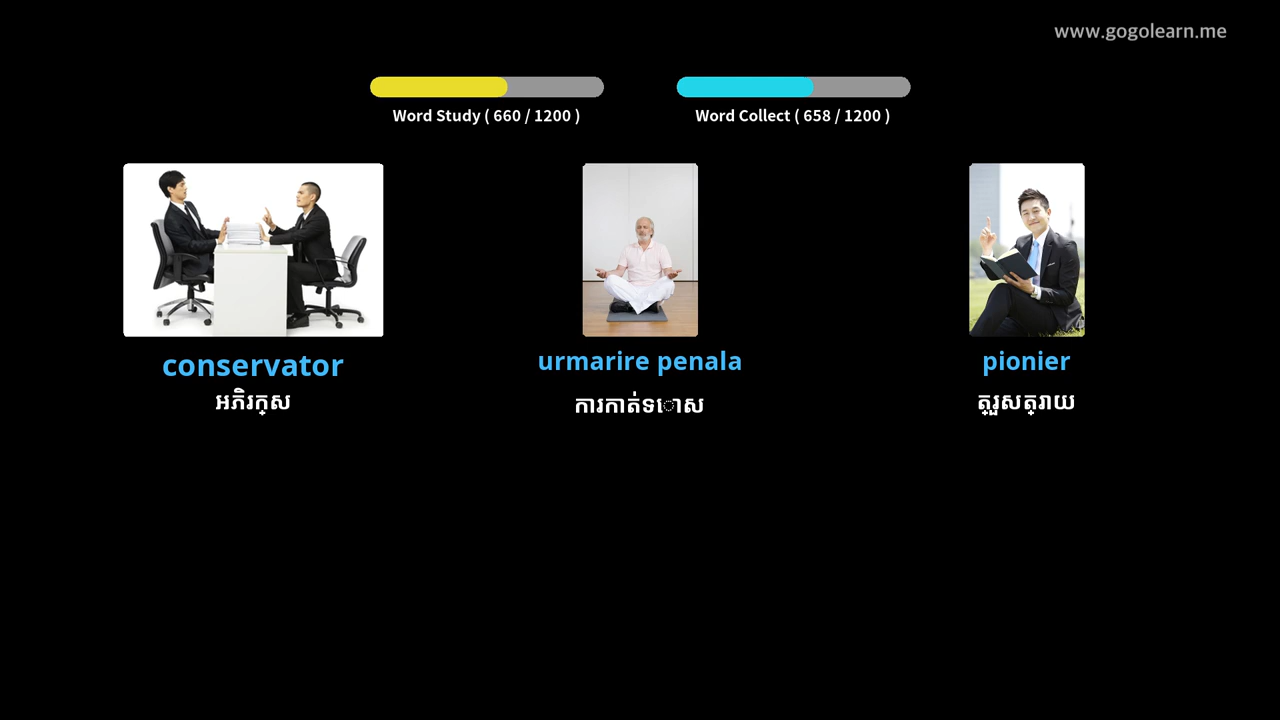 www.gogolearn.me
Word Study ( 660 / 1200 )
Word Collect ( 658 / 1200 )
conservator
urmarire penala
pionier
អភិរក្ស
ការកាត់ទោស
ត្រួសត្រាយ